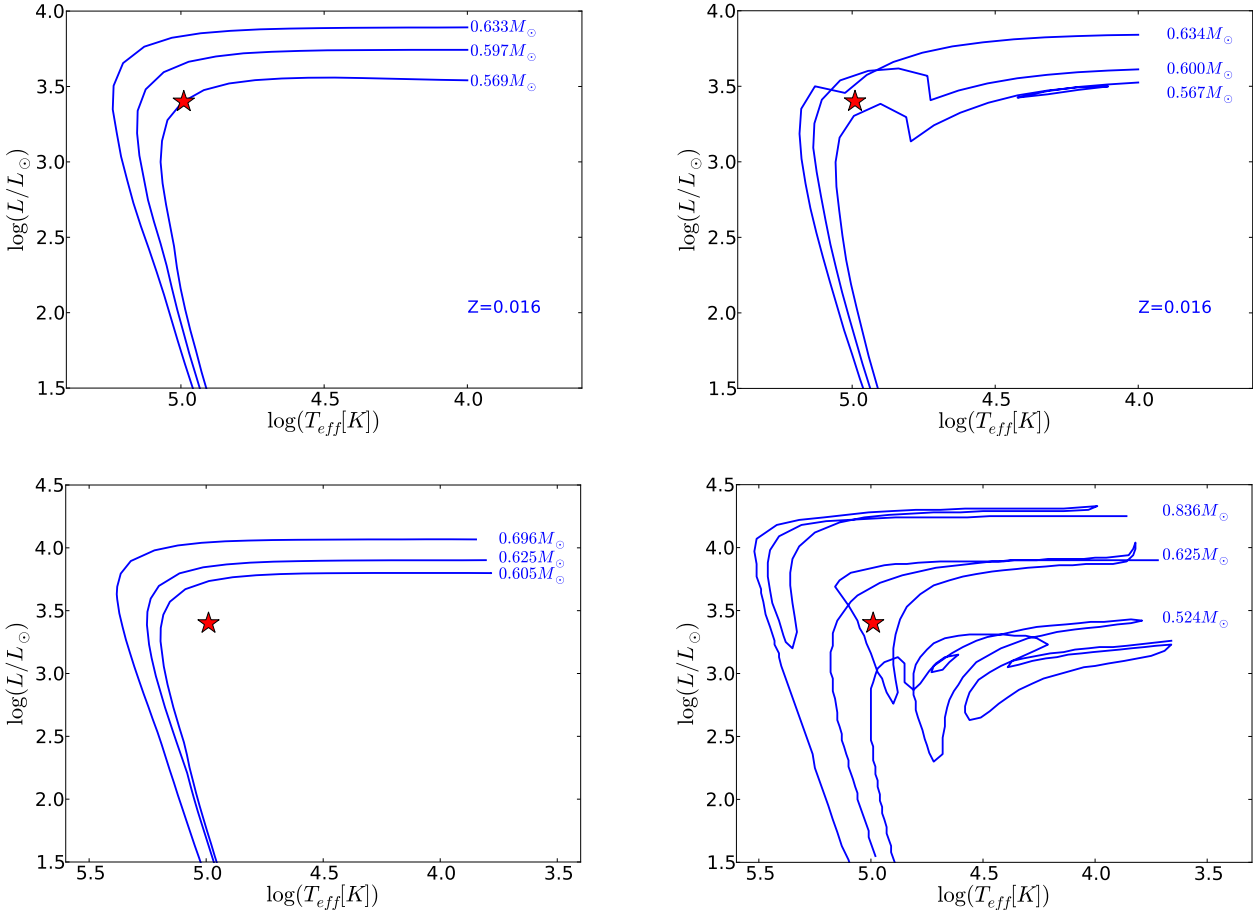 4.0
3.5
3.0
2.5
2.0
1.5
log(L/L☉)
0.633M☉
0.597M☉
0.569M☉
Z=0.016
5.0 4.5 4.0
log(T_eff[K])
4.0
3.5
3.0
2.5
2.0
1.5
log(L/L☉)
0.634M☉
0.600M☉
0.567M☉
Z=0.016
5.0 4.5 4.0
log(T_eff[K])
4.5
4.0
3.5
3.0
2.5
2.0
1.5
log(L/L☉)
0.696M☉
0.625M☉
0.605M☉
5.5 5.0 4.5 4.0 3.5
log(T_eff[K])
4.5
4.0
3.5
3.0
2.5
2.0
1.5
log(L/L☉)
0.836M☉
0.625M☉
0.524M☉
5.5 5.0 4.5 4.0 3.5
log(T_eff[K])